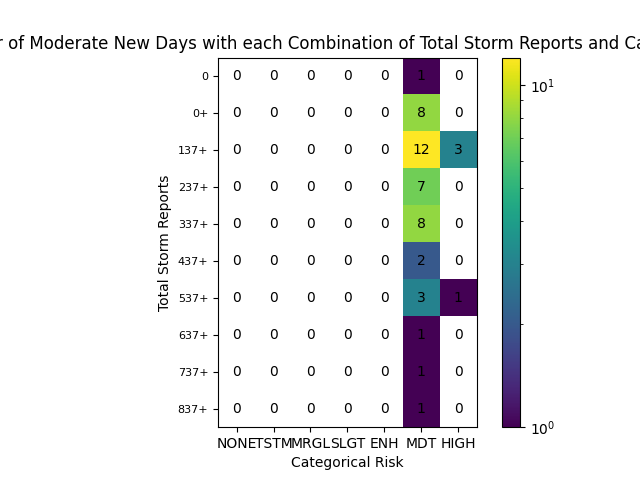 r of Moderate New Days with each Combination of Total Storm Reports and Ca
0 0 0 0 0 0 1 0
0+ 0 0 0 0 0 8 0
137+ 0 0 0 0 0 12 3
237+ 0 0 0 0 0 7 0
337+ 0 0 0 0 0 8 0
437+ 0 0 0 0 0 2 0
537+ 0 0 0 0 0 3 1
637+ 0 0 0 0 0 1 0
737+ 0 0 0 0 0 1 0
837+ 0 0 0 0 0 1 0
NONE TSTM MRGL SLGT ENH MDT HIGH
Categorical Risk
Total Storm Reports
10¹
10⁰